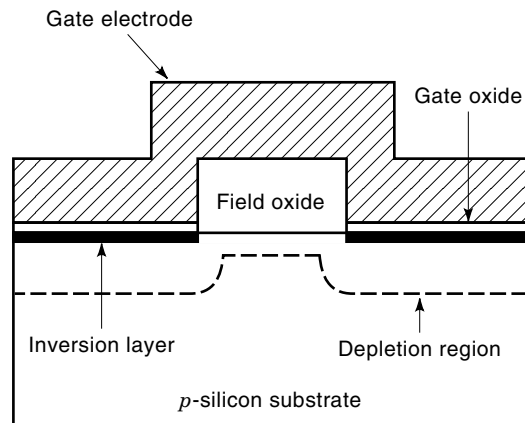 Gate electrode
Gate oxide
Field oxide
Inversion layer
Depletion region
p-silicon substrate